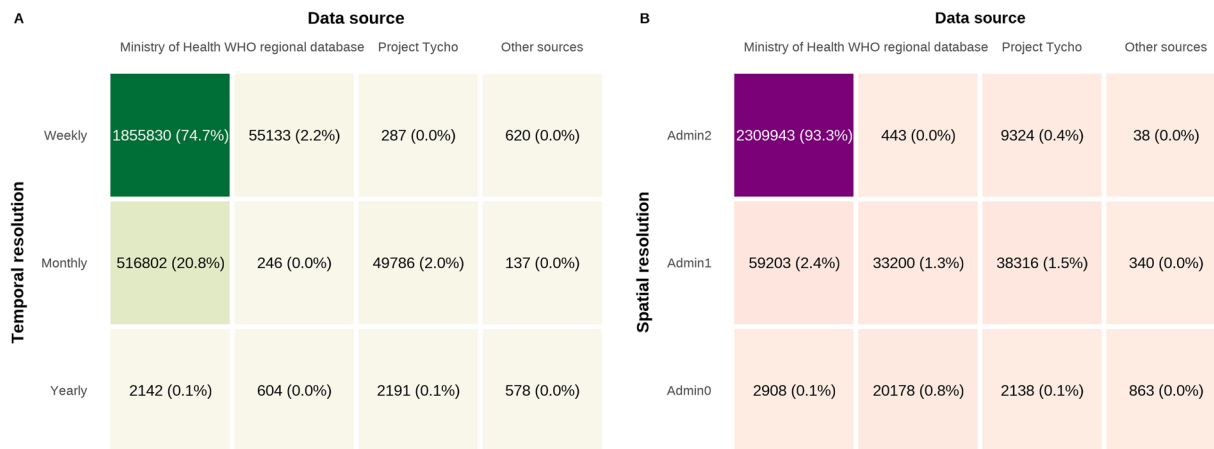 A
Data source
Ministry of Health WHO regional database Project Tycho Other sources
Temporal resolution
Weekly 1855830 (74.7%) 55133 (2.2%) 287 (0.0%) 620 (0.0%)
Monthly 516802 (20.8%) 246 (0.0%) 49786 (2.0%) 137 (0.0%)
Yearly 2142 (0.1%) 604 (0.0%) 2191 (0.1%) 578 (0.0%)
B
Data source
Ministry of Health WHO regional database Project Tycho Other sources
Spatial resolution
Admin2 2309943 (93.3%) 443 (0.0%) 9324 (0.4%) 38 (0.0%)
Admin1 59203 (2.4%) 33200 (1.3%) 38316 (1.5%) 340 (0.0%)
Admin0 2908 (0.1%) 20178 (0.8%) 2138 (0.1%) 863 (0.0%)